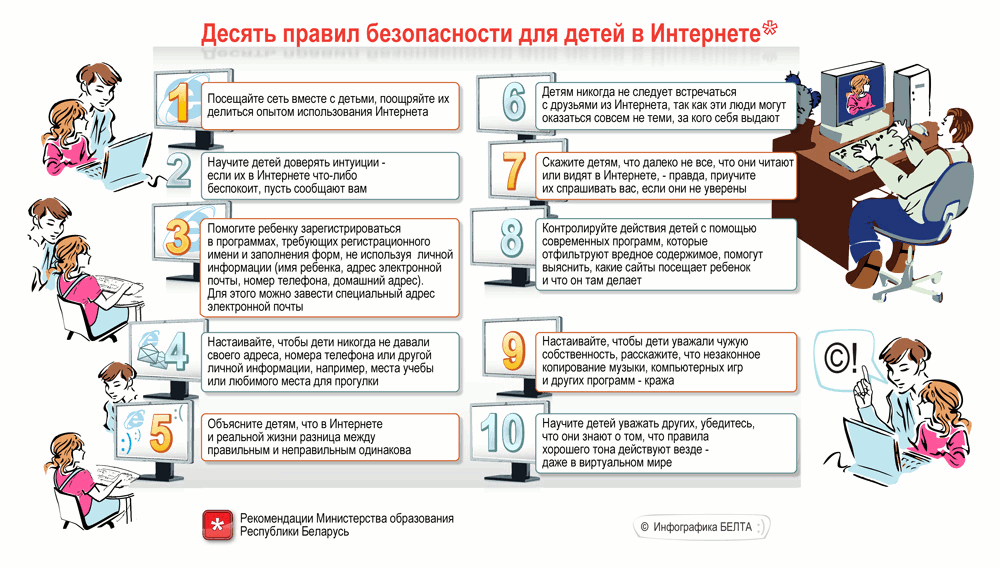 Десять правил безопасности для детей в Интернете*
1
Посещайте сеть вместе с детьми, поощряйте их
делиться опытом использования Интернета
2
Научите детей доверять интуиции -
если их в Интернете что-либо
беспокоит, пусть сообщают вам
3
Помогите ребенку зарегистрироваться
в программах, требующих регистрационного
имени и заполнения форм, не используя личной
информации (имя ребенка, адрес электронной
почты, номер телефона, домашний адрес).
Для этого можно завести специальный адрес
электронной почты
4
Настаивайте, чтобы дети никогда не давали
своего адреса, номера телефона или другой
личной информации, например, места учебы
или любимого места для прогулки
5
:)
:(
Объясните детям, что в Интернете
и реальной жизни разница между
правильным и неправильным одинакова
6
Детям никогда не следует встречаться
с друзьями из Интернета, так как эти люди могут
оказаться совсем не теми, за кого себя выдают
7
Скажите детям, что далеко не все, что они читают
или видят в Интернете, - правда, приучите
их спрашивать вас, если они не уверены
8
Контролируйте действия детей с помощью
современных программ, которые
отфильтруют вредное содержимое, помогут
выяснить, какие сайты посещает ребенок
и что он там делает
9
Настаивайте, чтобы дети уважали чужую
собственность, расскажите, что незаконное
копирование музыки, компьютерных игр
и других программ - кража
10
Научите детей уважать других, убедитесь,
что они знают о том, что правила
хорошего тона действуют везде -
даже в виртуальном мире
©!
* Рекомендации Министерства образования
Республики Беларусь
© Инфографика БЕЛТА :)